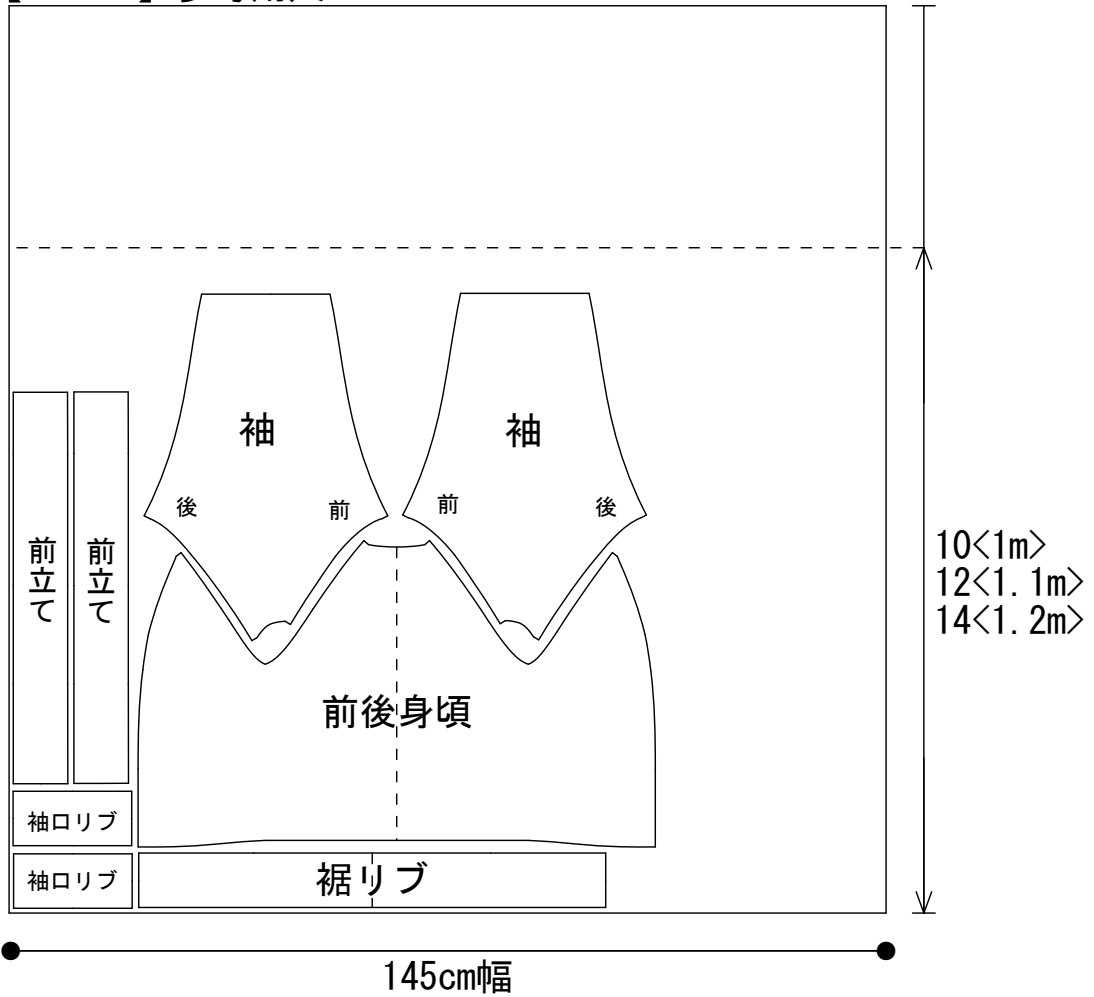 袖
袖
後
前
前
後
前立て
前立て
10<1m>
12<1.1m>
14<1.2m>
前後身頃
袖口リブ
袖口リブ
裾リブ
145cm幅